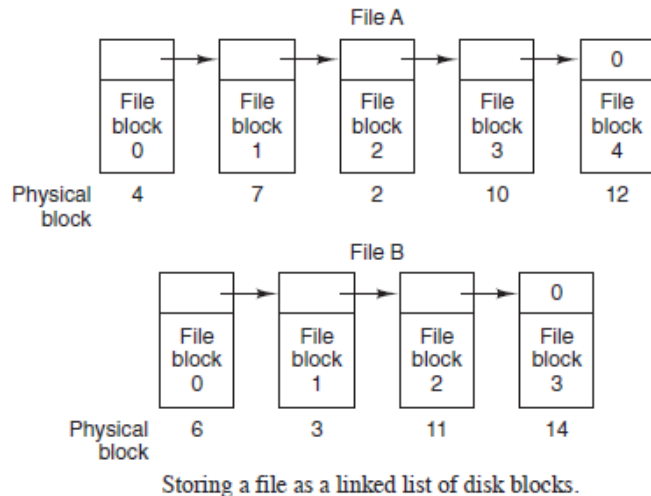 File A
0
File block 0
File block 1
File block 2
File block 3
File block 4
Physical block
4 7 2 10 12
File B
0
File block 0
File block 1
File block 2
File block 3
Physical block
6 3 11 14
Storing a file as a linked list of disk blocks.